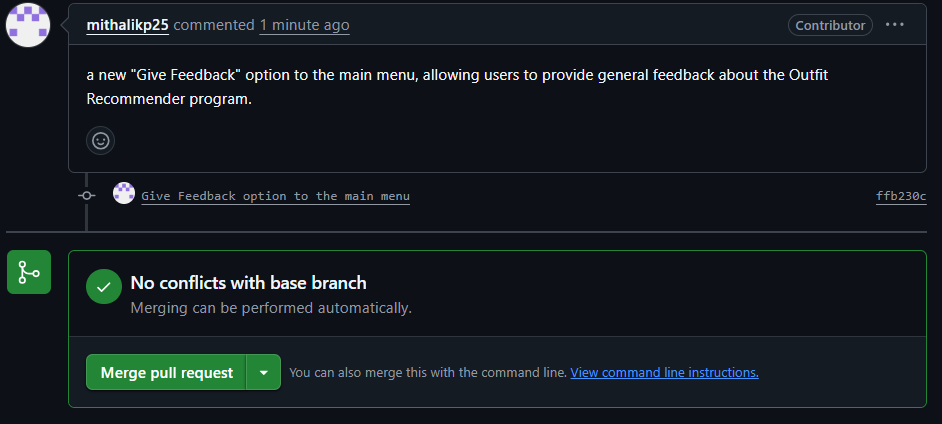 mithalikp25 commented 1 minute ago
Contributor
a new "Give Feedback" option to the main menu, allowing users to provide general feedback about the Outfit
Recommender program.
Give Feedback option to the main menu
ffb230c
No conflicts with base branch
Merging can be performed automatically.
Merge pull request
You can also merge this with the command line. View command line instructions.